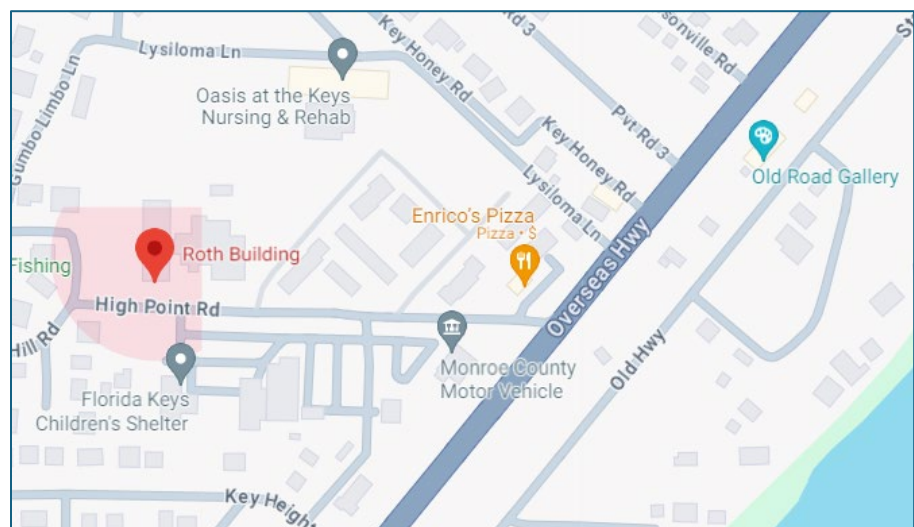 Lysiloma Ln
Key Honey Rd
Rd 3
sonville Rd
St
Gumbo Limbo Ln
Oasis at the Keys
Nursing & Rehab
Pvt Rd 3
Key Honey Rd
Lysiloma Ln
Old Road Gallery
Enrico's Pizza
Pizza • $
Roth Building
Fishing
Overseas Hwy
High Point Rd
Hill Rd
Old Hwy
Monroe County
Motor Vehicle
Florida Keys
Children's Shelter
Key Height